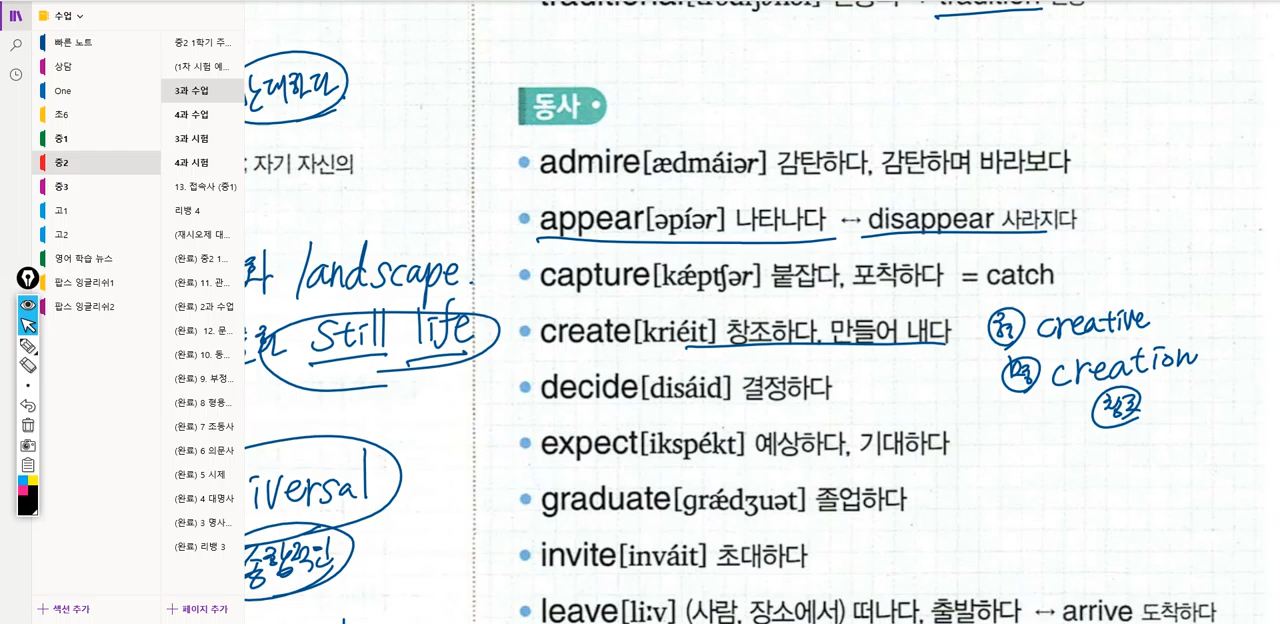 수업
빠른 노트
상담
One
초6
중1
중2
중3
고1
고2
영어 학습 뉴스
팝스 잉글리쉬1
팝스 잉글리쉬2
섹션 추가
중2 1학기 주...
(1차 시험 예...
3과 수업
4과 수업
3과 시험
4과 시험
13. 접속사 (중1)
리뱅 4
(재시오제 대...
(완료) 중2 1...
(완료) 11. 관...
(완료) 2과 수업
(완료) 12. 문...
(완료) 10. 동...
(완료) 9. 부정...
(완료) 8 형용...
(완료) 7 조동사
(완료) 6 의문사
(완료) 5 시제
(완료) 4 대명사
(완료) 3 명사...
(완료) 리뱅 3
페이지 추가
자기 자신의
landscape.
still life
iversal
동사
admire[ædmáiər] 감탄하다, 감탄하며 바라보다
appear[əpíər] 나타나다 ↔ disappear 사라지다
capture[kǽptʃər] 붙잡다, 포착하다 = catch
create[kriéit] 창조하다, 만들어 내다
형 creative
명 creation
창조
decide[disáid] 결정하다
expect[ikspékt] 예상하다, 기대하다
graduate[grǽdʒuət] 졸업하다
invite[inváit] 초대하다
leave[li:v] (사람, 장소에서) 떠나다, 출발하다 ↔ arrive 도착하다